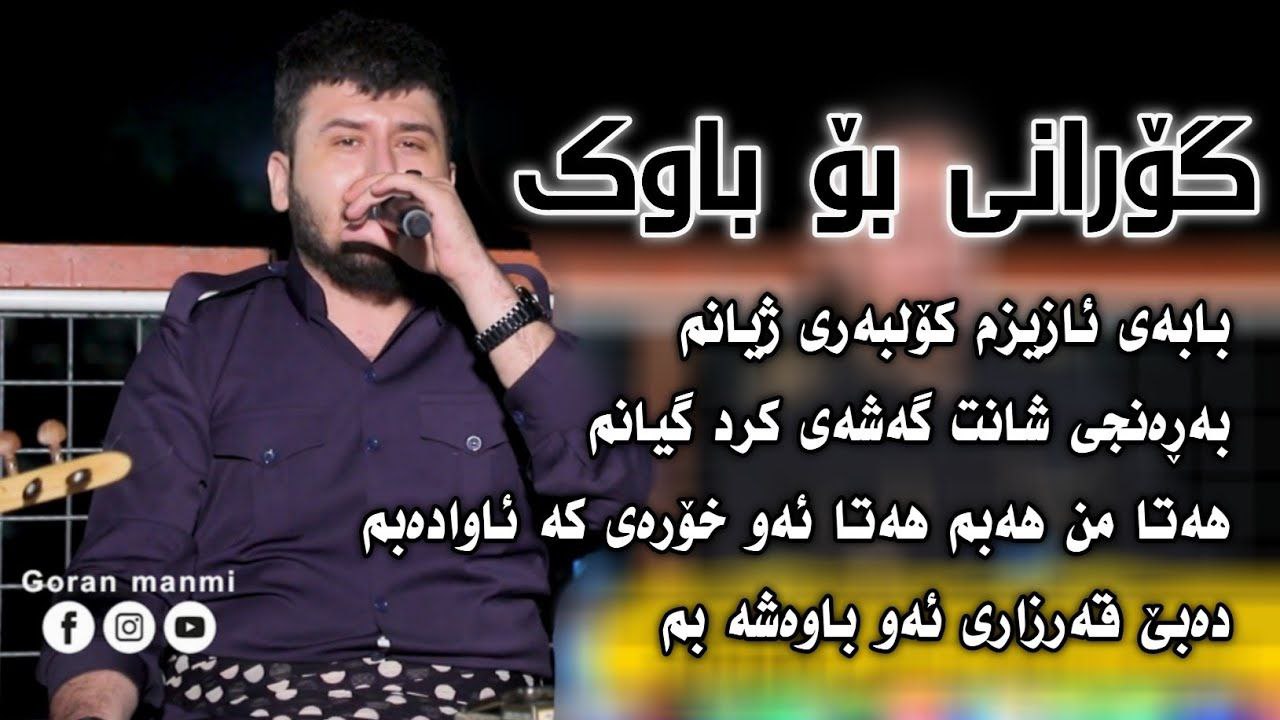 گۆرانی بۆ باوک
بابەی ئازیزم کۆلبەری ژیانم
بەڕەنجی شانت گەشەی کرد گیانم
هەتا من هەبم هەتا ئەو خۆرەی کە ئاوادەبم
دەبێ قەرزاری ئەو باوەشە بم
Goran manmi